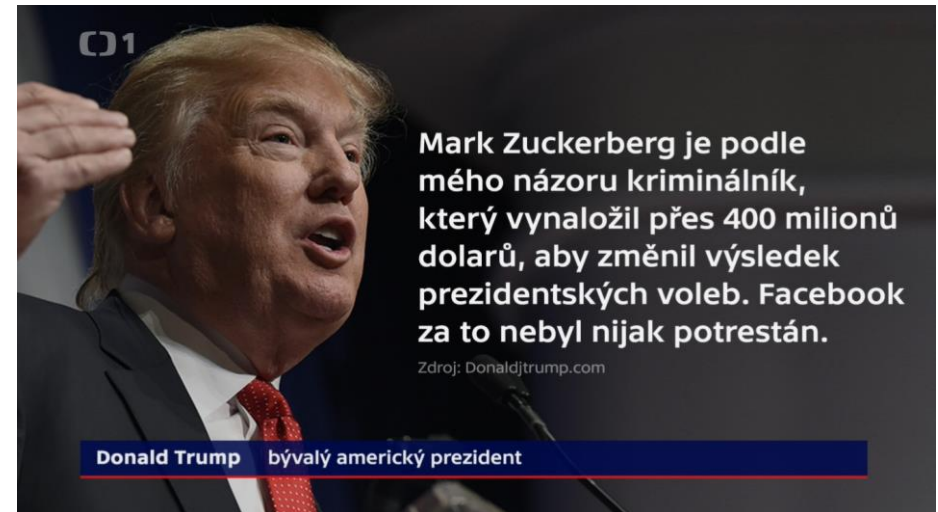 1
Mark Zuckerberg je podle
mého názoru kriminálník,
který vynaložil přes 400 milionů
dolarů, aby změnil výsledek
prezidentských voleb. Facebook
za to nebyl nijak potrestán.
Zdroj: Donaldjtrump.com
Donald Trump bývalý americký prezident